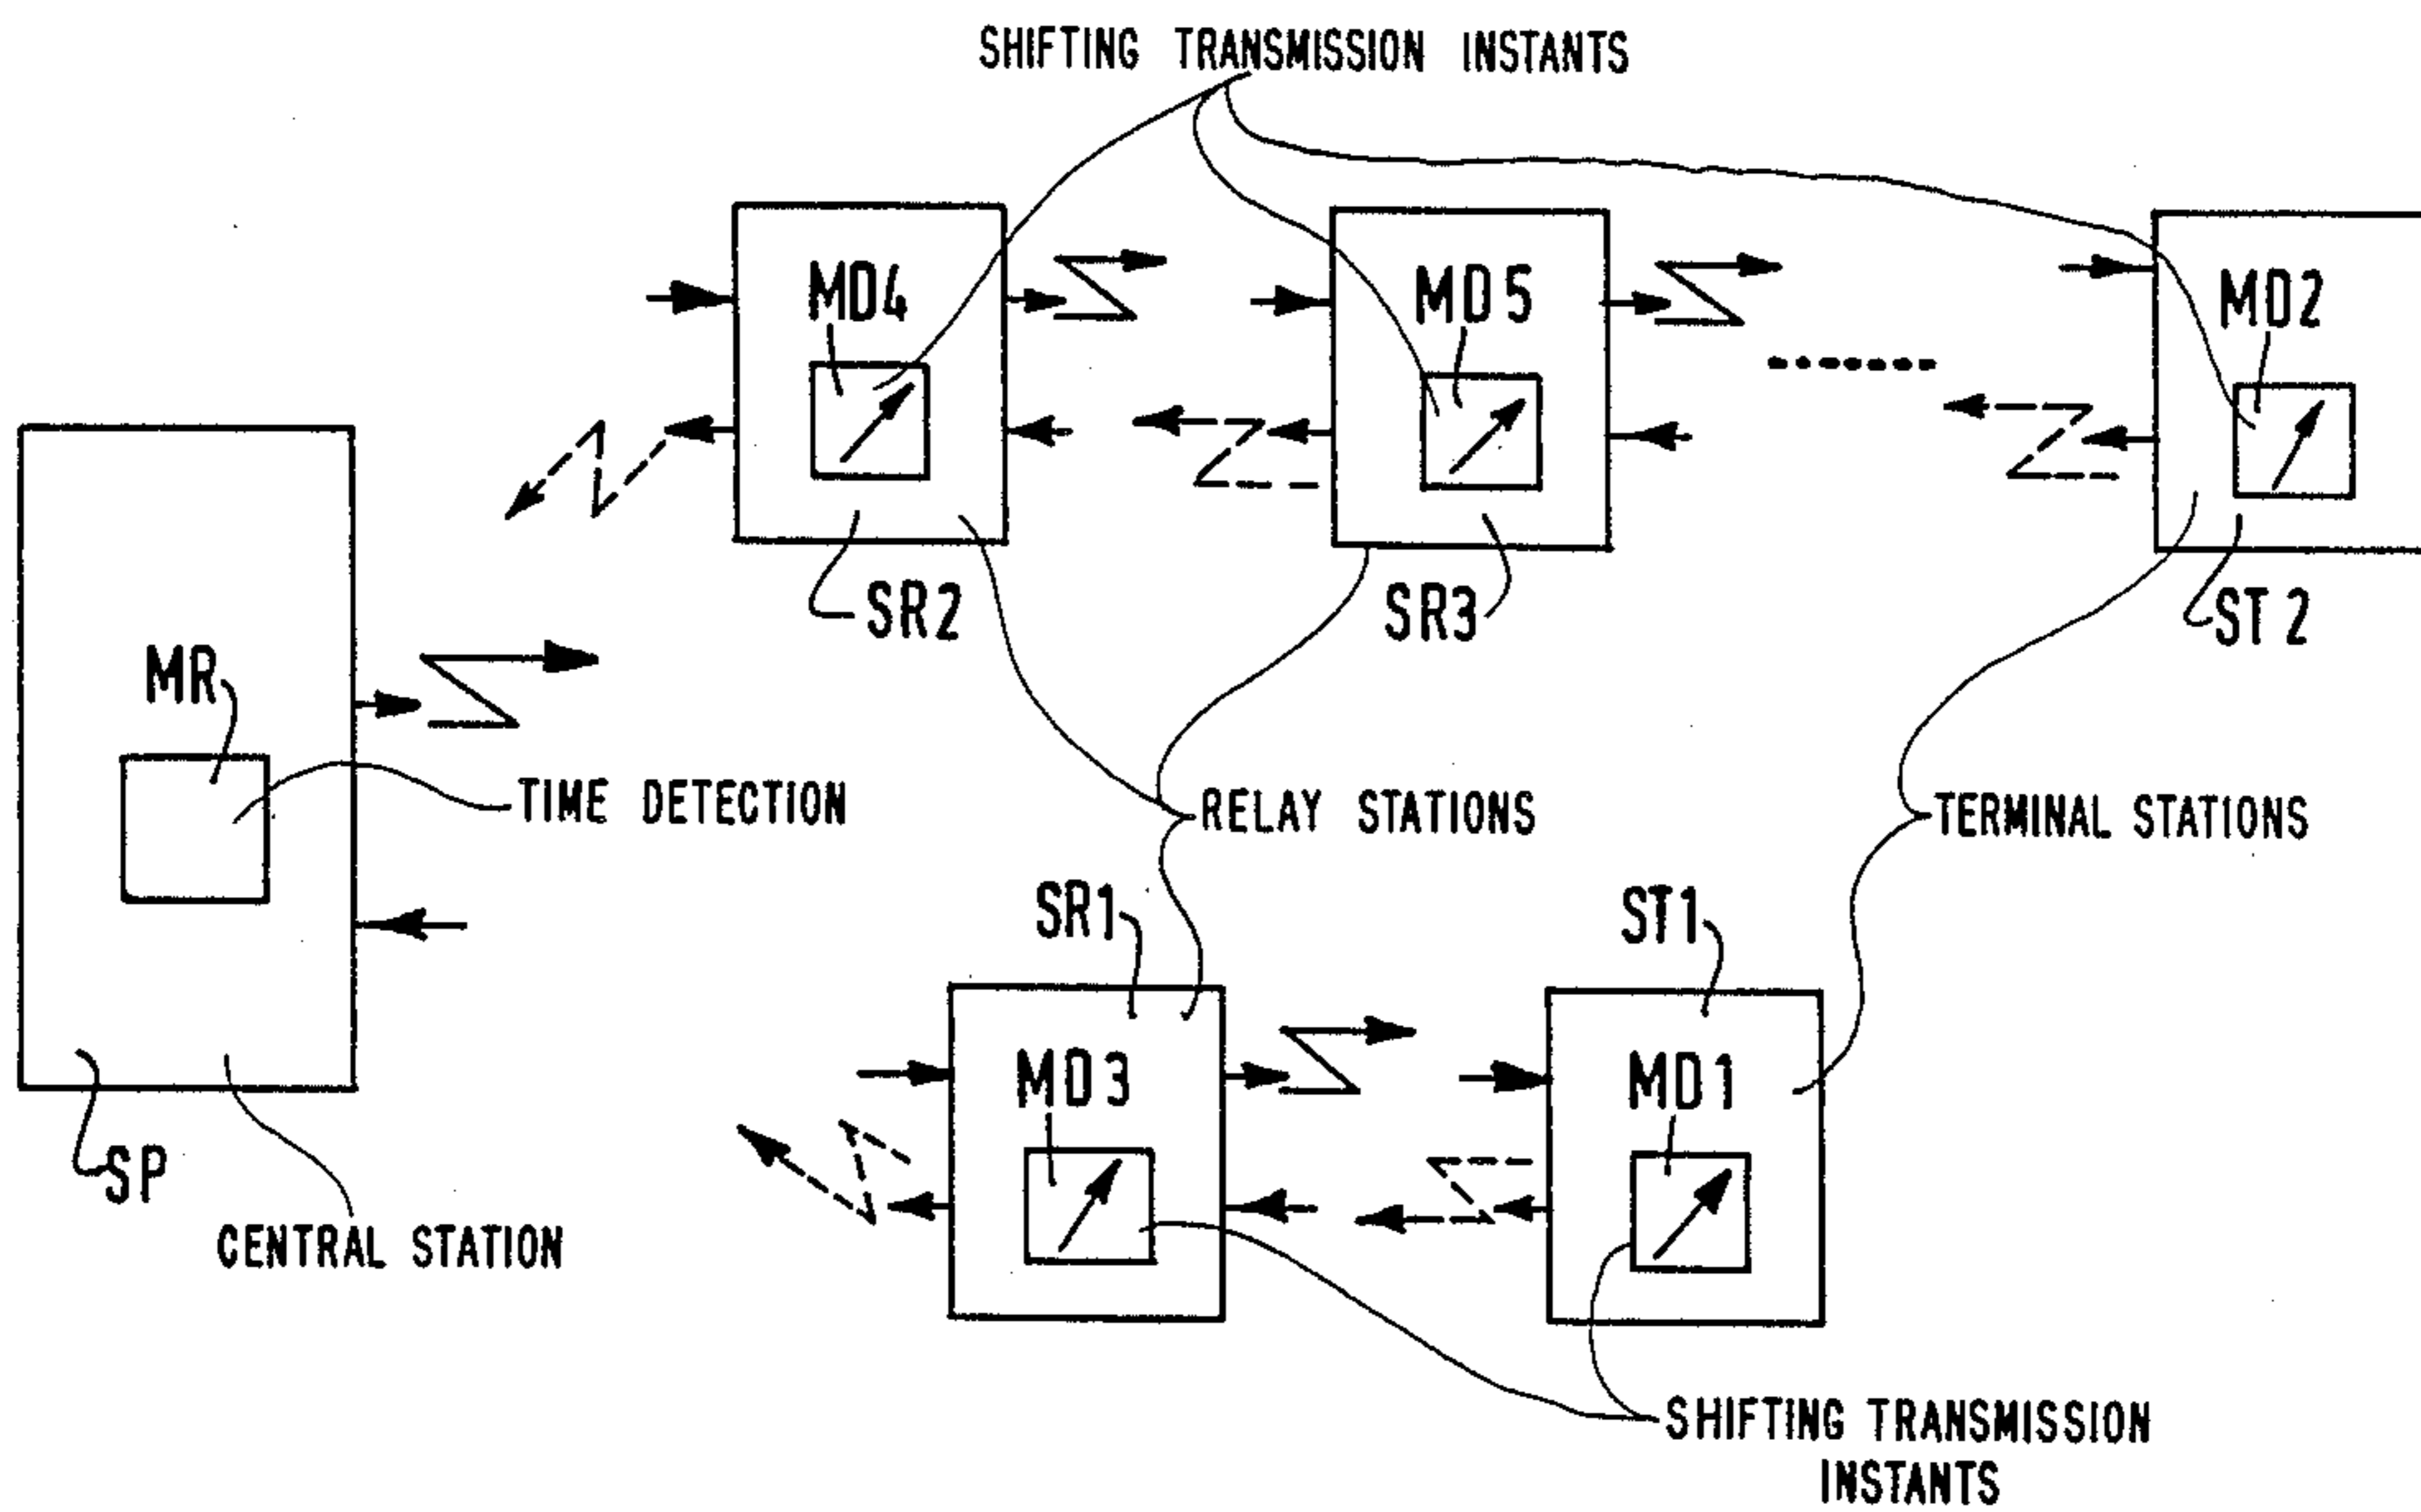 SHIFTING TRANSMISSION INSTANTS
MD4
MD5
MD2
SR2
SR3
ST2
MR
TIME DETECTION
RELAY STATIONS
TERMINAL STATIONS
SR1
ST1
MD3
MD1
SP
CENTRAL STATION
SHIFTING TRANSMISSION
INSTANTS